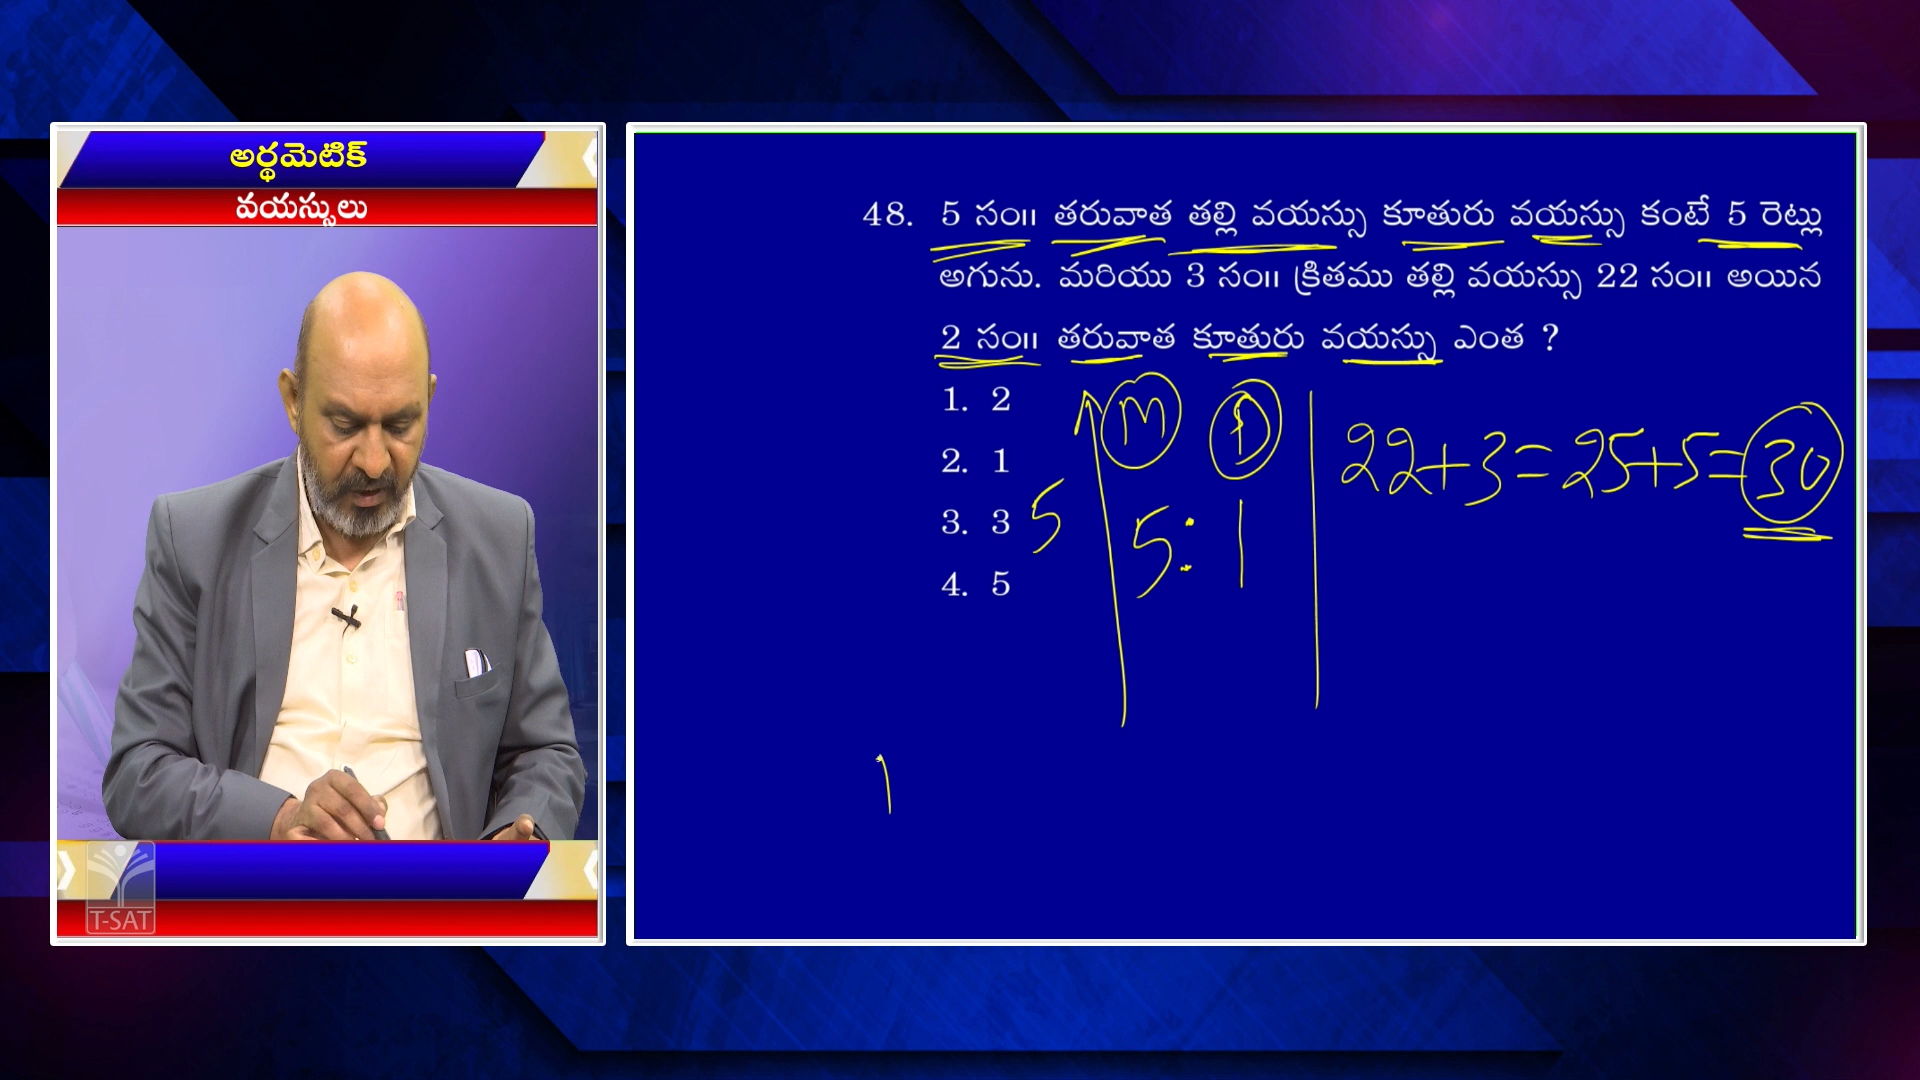 అర్థమెటిక్
వయస్సులు
48. 5 సం॥ తరువాత తల్లి వయస్సు కూతురు వయస్సు కంటే 5 రెట్లు
అగును. మరియు 3 సం॥ క్రితము తల్లి వయస్సు 22 సం॥ అయిన
2 సం॥ తరువాత కూతురు వయస్సు ఎంత ?
1. 2
2. 1
3. 3
4. 5
M D
5
5 : 1
22+3=25+5=30
1
T-SAT